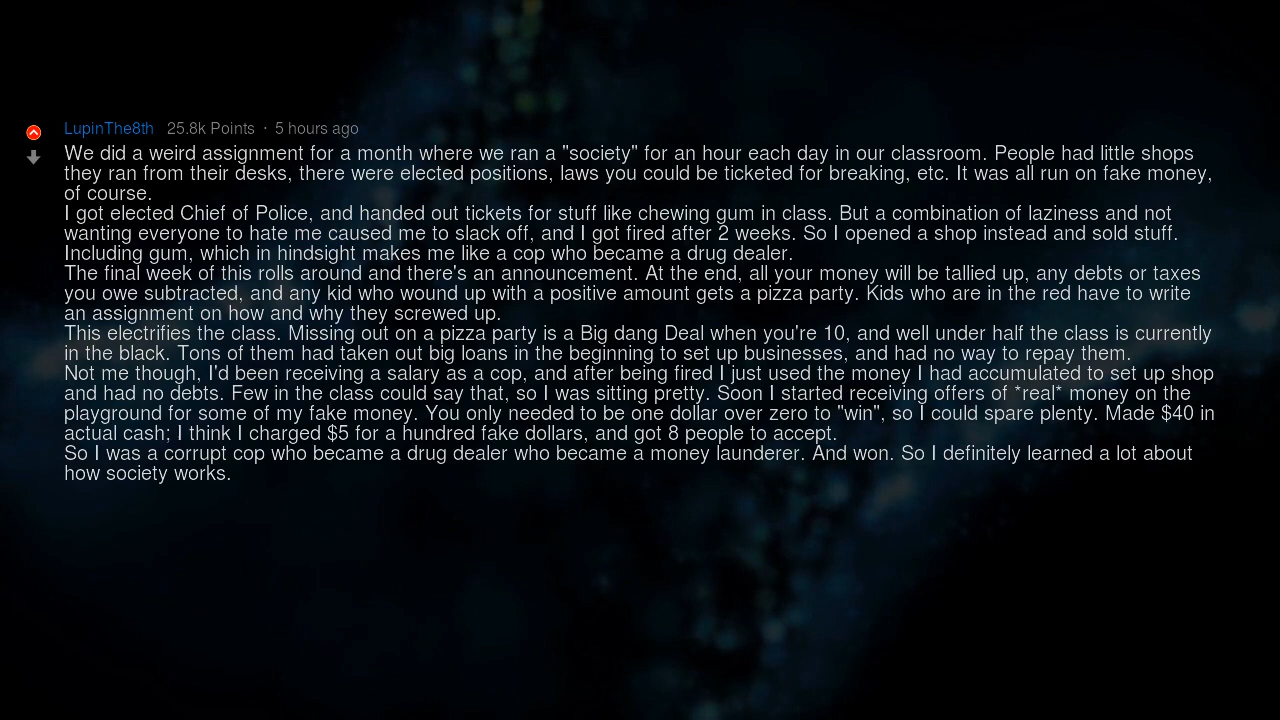 LupinThe8th 25.8k Points · 5 hours ago
We did a weird assignment for a month where we ran a "society" for an hour each day in our classroom. People had little shops
they ran from their desks, there were elected positions, laws you could be ticketed for breaking, etc. It was all run on fake money,
of course.
I got elected Chief of Police, and handed out tickets for stuff like chewing gum in class. But a combination of laziness and not
wanting everyone to hate me caused me to slack off, and I got fired after 2 weeks. So I opened a shop instead and sold stuff.
Including gum, which in hindsight makes me like a cop who became a drug dealer.
The final week of this rolls around and there's an announcement. At the end, all your money will be tallied up, any debts or taxes
you owe subtracted, and any kid who wound up with a positive amount gets a pizza party. Kids who are in the red have to write
an assignment on how and why they screwed up.
This electrifies the class. Missing out on a pizza party is a Big dang Deal when you're 10, and well under half the class is currently
in the black. Tons of them had taken out big loans in the beginning to set up businesses, and had no way to repay them.
Not me though, I'd been receiving a salary as a cop, and after being fired I just used the money I had accumulated to set up shop
and had no debts. Few in the class could say that, so I was sitting pretty. Soon I started receiving offers of *real* money on the
playground for some of my fake money. You only needed to be one dollar over zero to "win", so I could spare plenty. Made $40 in
actual cash; I think I charged $5 for a hundred fake dollars, and got 8 people to accept.
So I was a corrupt cop who became a drug dealer who became a money launderer. And won. So I definitely learned a lot about
how society works.